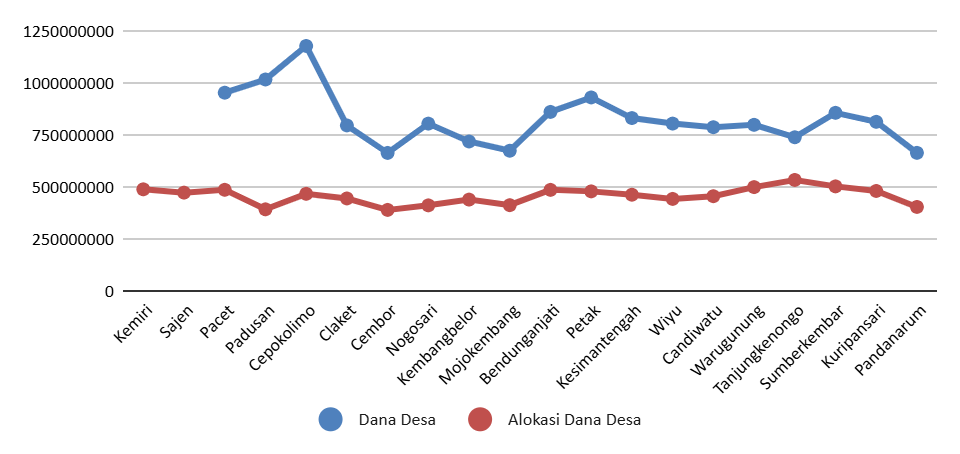 1250000000
1000000000
750000000
500000000
250000000
0
Kemiri
Sajen
Pacet
Padusan
Cepokolimo
Claket
Cembor
Nogosari
Kembangbelor
Mojokembang
Bendunganjati
Petak
Kesimantengah
Wiyu
Candiwatu
Warugunung
Tanjungkenongo
Sumberkembar
Kuripansari
Pandanarum
Dana Desa
Alokasi Dana Desa